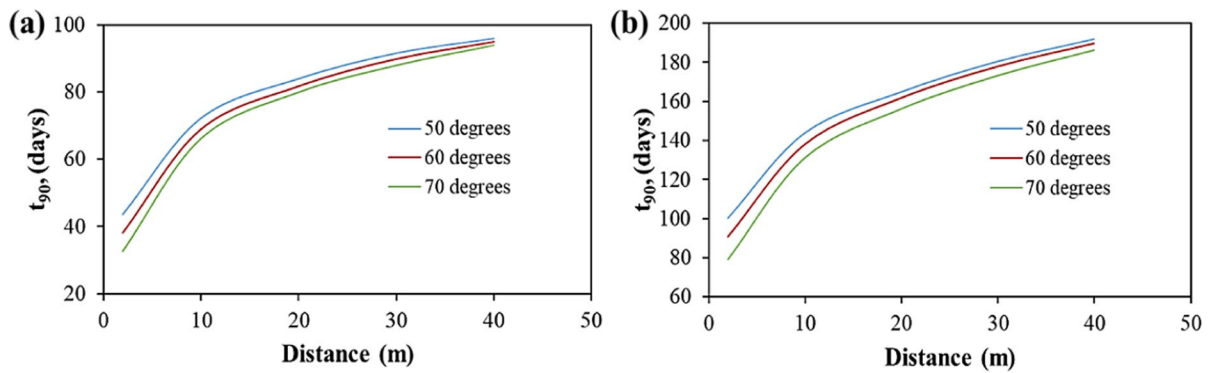 (a)
100
80
60
40
20
t90, (days)
0 10 20 30 40 50
Distance (m)
50 degrees
60 degrees
70 degrees
(b)
200
180
160
140
120
100
80
60
t90, (days)
0 10 20 30 40 50
Distance (m)
50 degrees
60 degrees
70 degrees